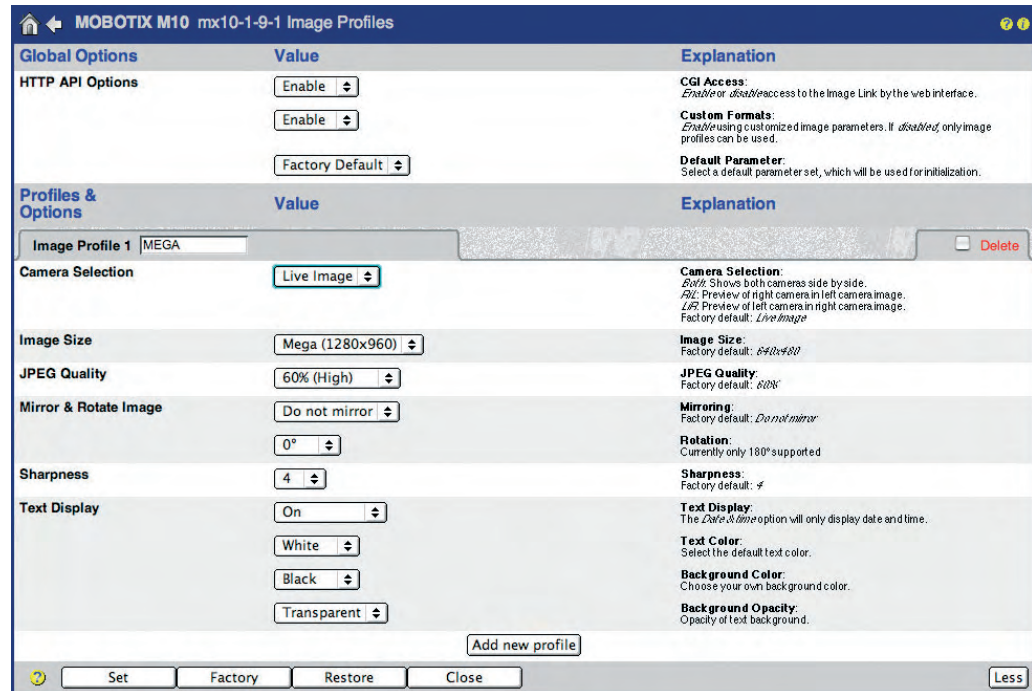 MOBOTIX M10 mx10-1-9-1 Image Profiles
Global Options Value Explanation
HTTP API Options Enable CGI Access:
Enable or disable access to the Image Link by the web interface.
Enable Custom Formats:
Enable using customized image parameters. If disabled, only image
profiles can be used.
Factory Default Default Parameter:
Select a default parameter set, which will be used for initialization.
Profiles &
Options Value Explanation
Image Profile 1 MEGA Delete
Camera Selection Live Image Camera Selection:
Both: Shows both cameras side by side.
R/L: Preview of right camera in left camera image.
L/R: Preview of left camera in right camera image.
Factory default: Live Image
Image Size Mega (1280x960) Image Size:
Factory default: 640x480
JPEG Quality 60% (High) JPEG Quality:
Factory default: 60%
Mirror & Rotate Image Do not mirror Mirroring:
Factory default: Do not mirror
0° Rotation:
Currently only 180° supported
Sharpness 4 Sharpness:
Factory default: 4
Text Display On Text Display:
The Date & time option will only display date and time.
White Text Color:
Select the default text color.
Black Background Color:
Choose your own background color.
Transparent Background Opacity:
Opacity of text background.
Add new profile
? Set Factory Restore Close Less